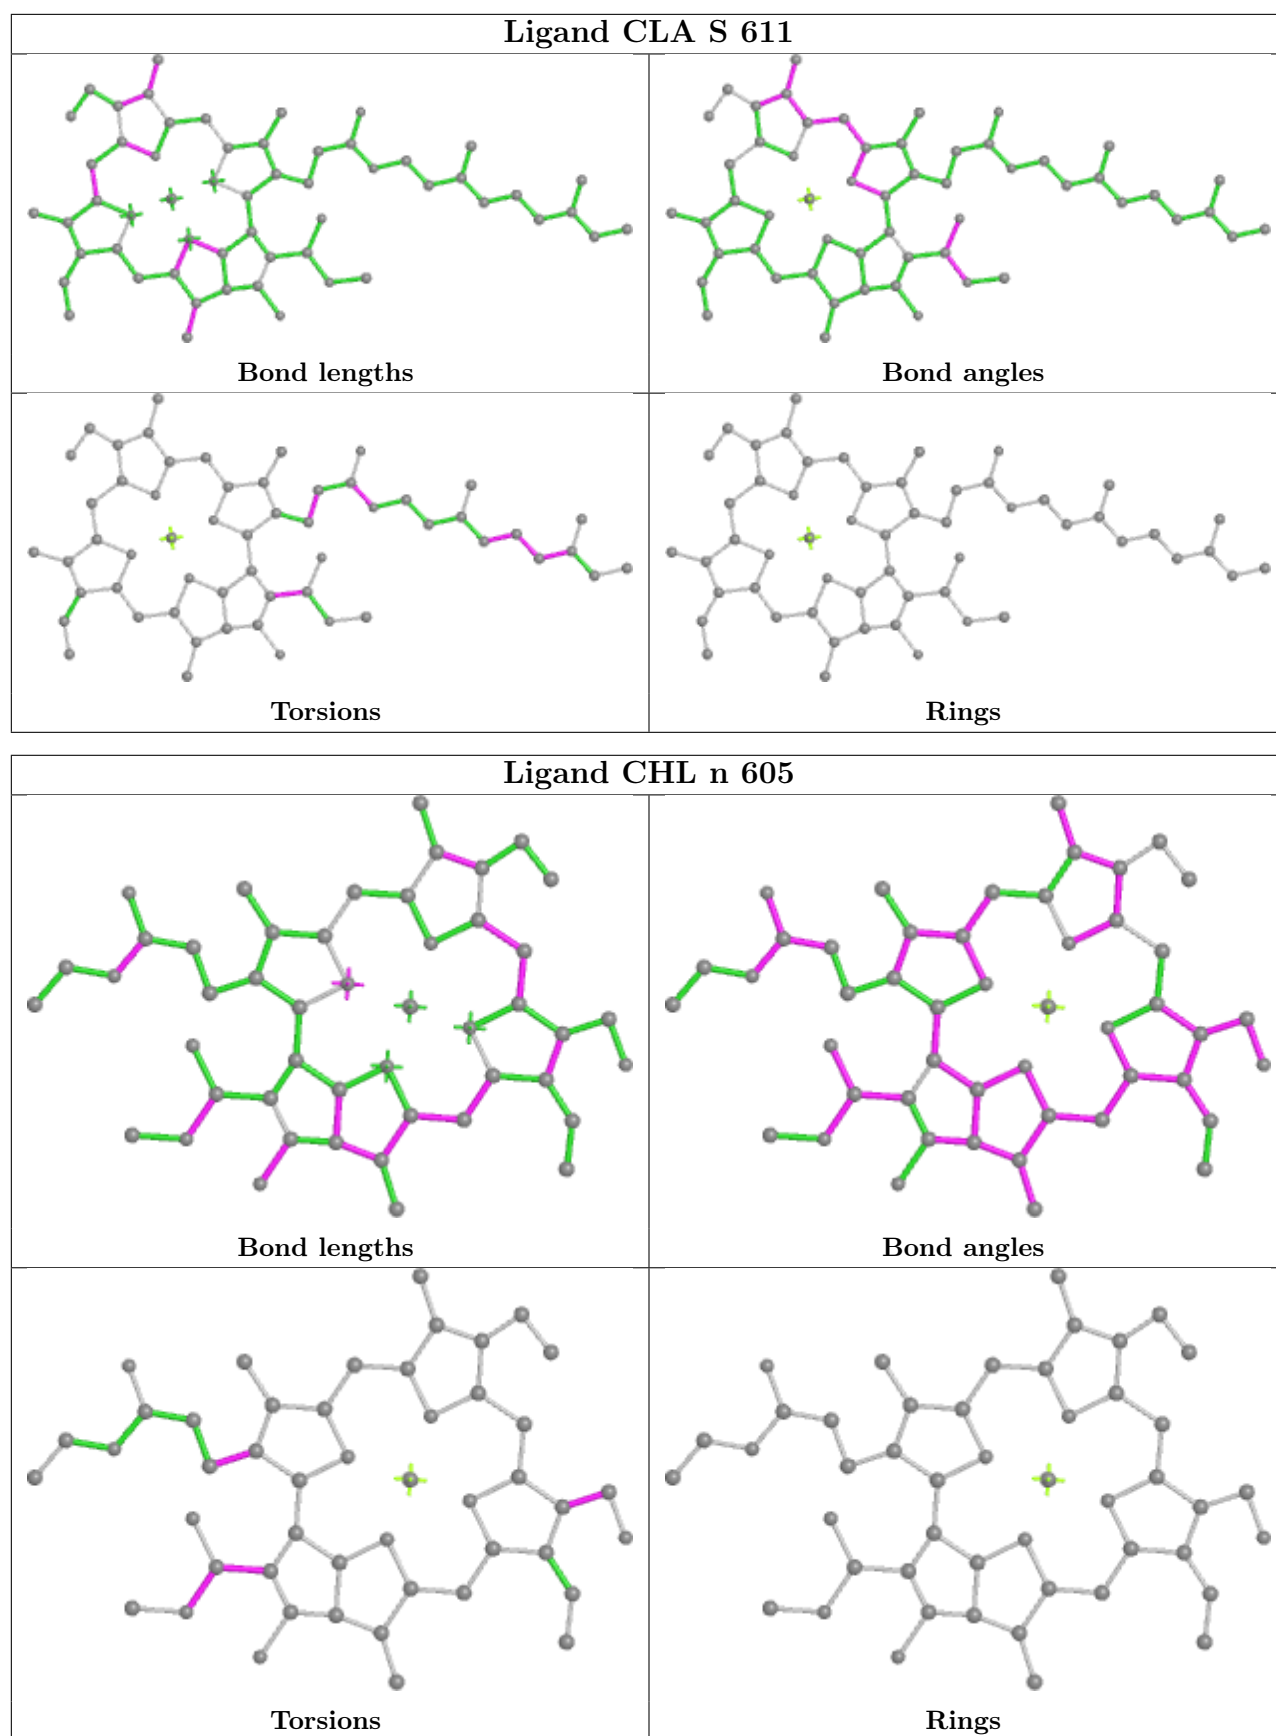 Ligand CLA S 611
Bond lengths
Bond angles
Torsions
Rings
Ligand CHL n 605
Bond lengths
Bond angles
Torsions
Rings